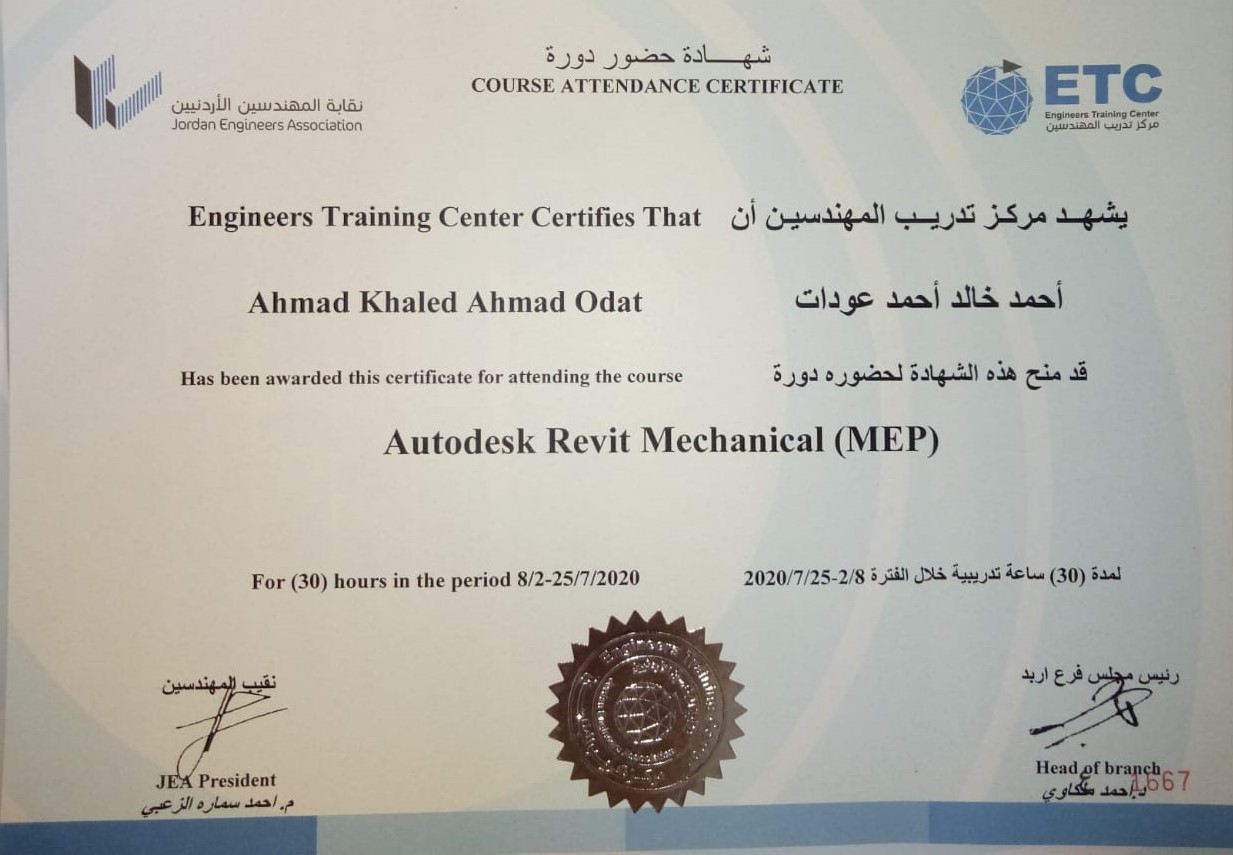 شهـــادة حضور دورة
COURSE ATTENDANCE CERTIFICATE
نقابة المهندسين الأردنيين
Jordan Engineers Association
ETC
Engineers Training Center
مركز تدريب المهندسين
Engineers Training Center Certifies That
يشهـد مركـز تدريـب المهندسيـن أن
Ahmad Khaled Ahmad Odat
أحمد خالد أحمد عودات
Has been awarded this certificate for attending the course
قد منح هذه الشهادة لحضوره دورة
Autodesk Revit Mechanical (MEP)
For (30) hours in the period 8/2-25/7/2020
لمدة (30) ساعة تدريبية خلال الفترة 2/8-2020/7/25
Engineers Training
نقيب المهندسين
JEA President
م. احمد سماره الزعبي
رئيس مجلس فرع اربد
Head of branch
احمد ملكاوي
1667